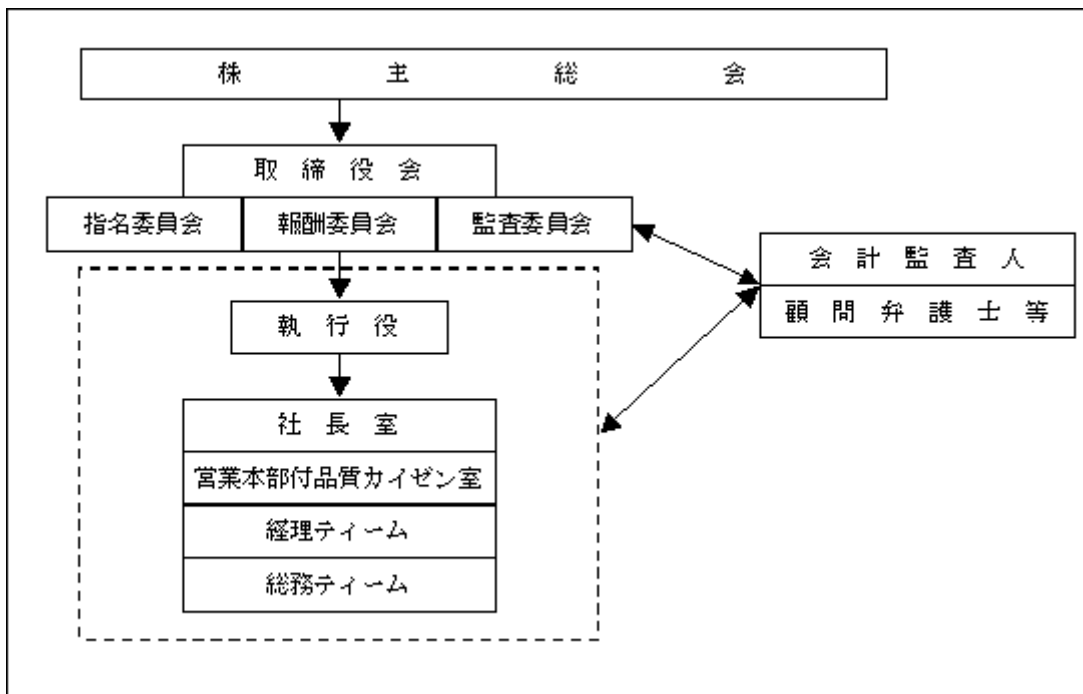 株主総会
取締役会
指名委員会
報酬委員会
監査委員会
会計監査人
顧問弁護士等
執行役
社長室
営業本部付品質カイゼン室
経理ティーム
総務ティーム